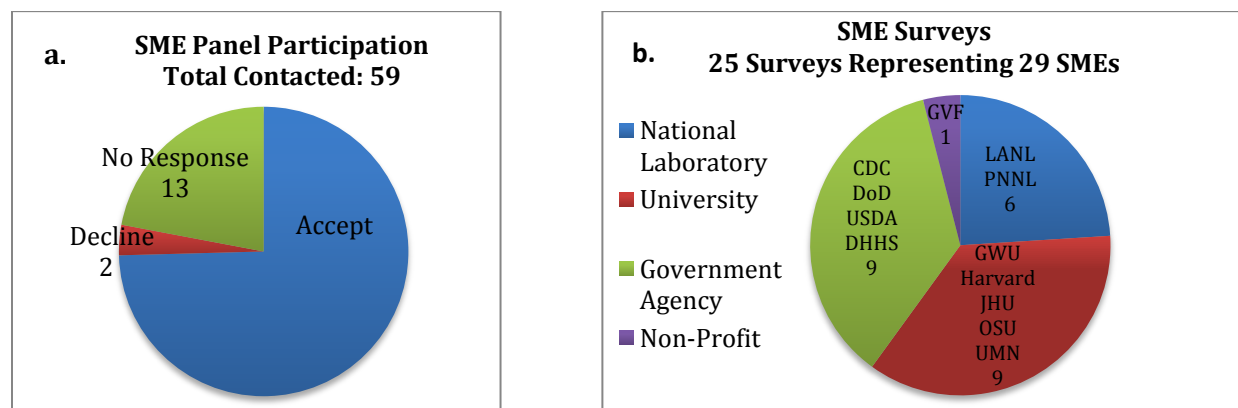 a.
SME Panel Participation
Total Contacted: 59
No Response
13
Decline
2
Accept
b.
SME Surveys
25 Surveys Representing 29 SMEs
National
Laboratory
University
Government
Agency
Non-Profit
GVF
1
LANL
PNNL
6
CDC
DoD
USDA
DHHS
9
GWU
Harvard
JHU
OSU
UMN
9